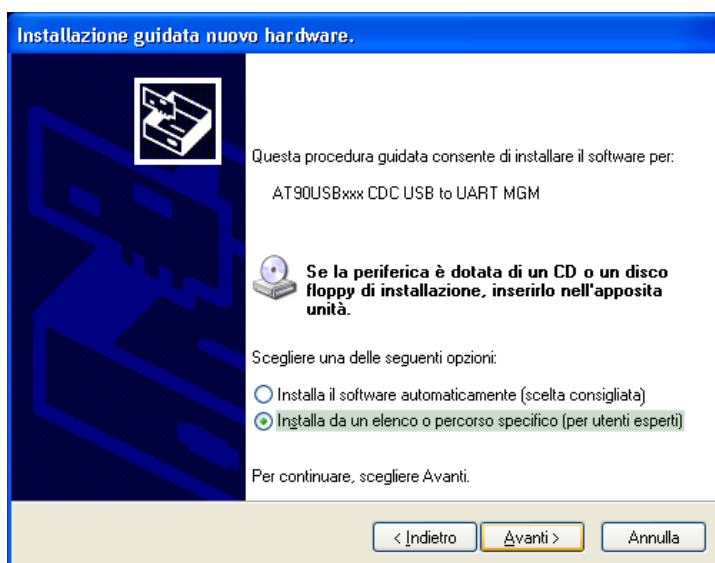 Installazione guidata nuovo hardware.
Questa procedura guidata consente di installare il software per:
AT90USBxxx CDC USB to UART MGM
Se la periferica è dotata di un CD o un disco
floppy di installazione, inserirlo nell'apposita
unità.
Scegliere una delle seguenti opzioni:
Installa il software automaticamente (scelta consigliata)
Installa da un elenco o percorso specifico (per utenti esperti)
Per continuare, scegliere Avanti.
< Indietro Avanti > Annulla